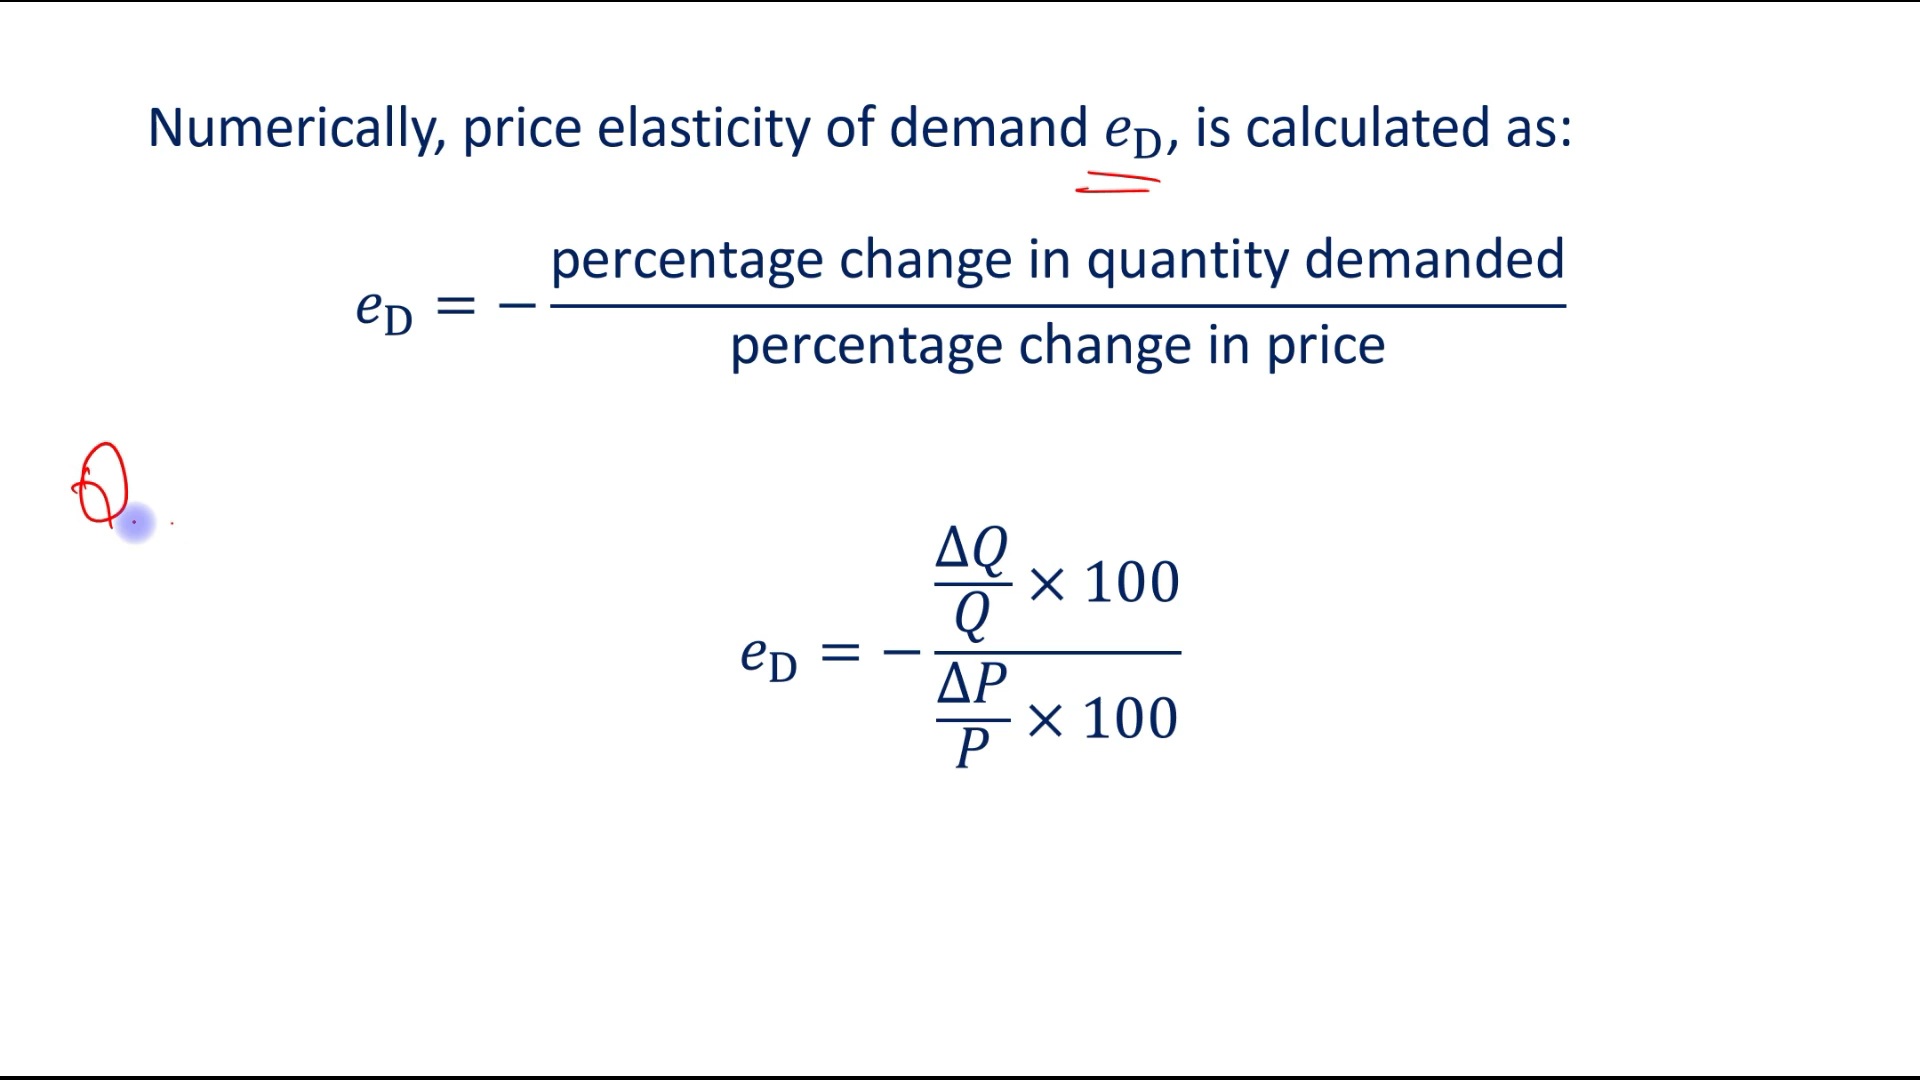 Numerically, price elasticity of demand e_D, is calculated as:
e_D = − percentage change in quantity demanded / percentage change in price
Q
e_D = − (ΔQ/Q × 100) / (ΔP/P × 100)